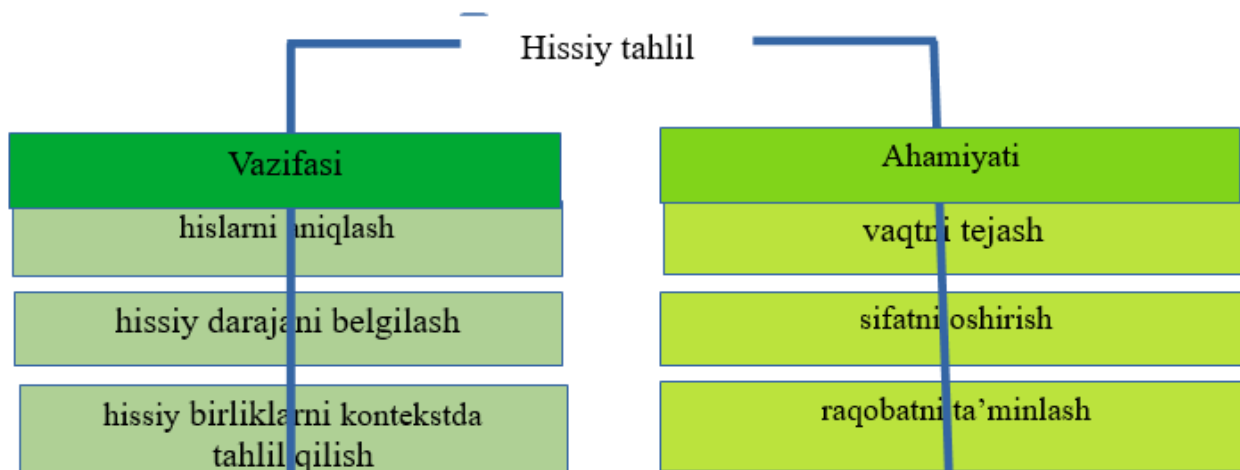 Hissiy tahlil
Vazifasi
hislarni aniqlash
hissiy darajani belgilash
hissiy birliklarni kontekstda
tahlil qilish
Ahamiyati
vaqtni tejash
sifatni oshirish
raqobatni ta’minlash